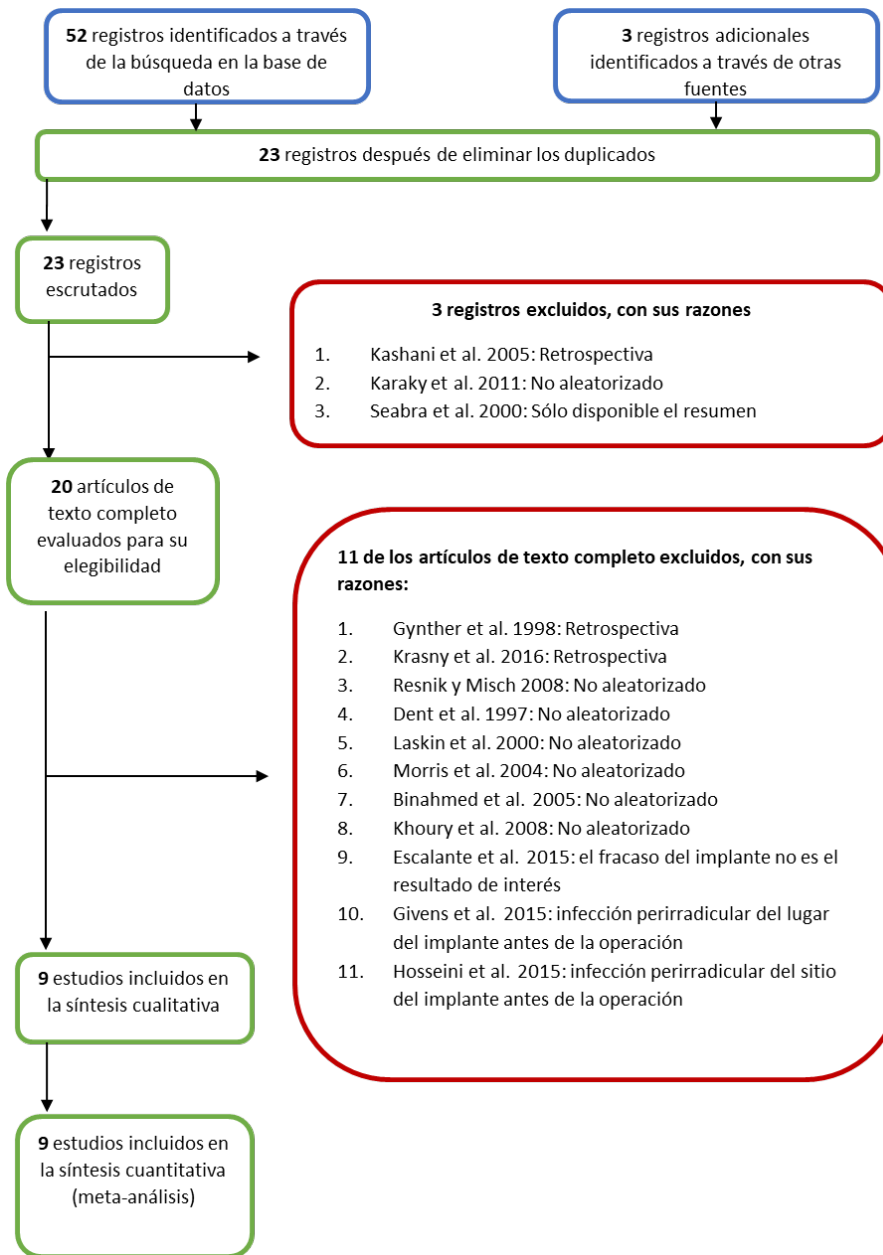 52 registros identificados a través
de la búsqueda en la base de
datos
3 registros adicionales
identificados a través de otras
fuentes
23 registros después de eliminar los duplicados
23 registros
escrutados
3 registros excluidos, con sus razones
1. Kashani et al. 2005: Retrospectiva
2. Karaky et al. 2011: No aleatorizado
3. Seabra et al. 2000: Sólo disponible el resumen
20 artículos de
texto completo
evaluados para su
elegibilidad
11 de los artículos de texto completo excluidos, con sus
razones:
1. Gynther et al. 1998: Retrospectiva
2. Krasny et al. 2016: Retrospectiva
3. Resnik y Misch 2008: No aleatorizado
4. Dent et al. 1997: No aleatorizado
5. Laskin et al. 2000: No aleatorizado
6. Morris et al. 2004: No aleatorizado
7. Binahmed et al. 2005: No aleatorizado
8. Khoury et al. 2008: No aleatorizado
9. Escalante et al. 2015: el fracaso del implante no es el
resultado de interés
10. Givens et al. 2015: infección perirradicular del lugar
del implante antes de la operación
11. Hosseini et al. 2015: infección perirradicular del sitio
del implante antes de la operación
9 estudios incluidos en
la síntesis cualitativa
9 estudios incluidos en
la síntesis cuantitativa
(meta-análisis)